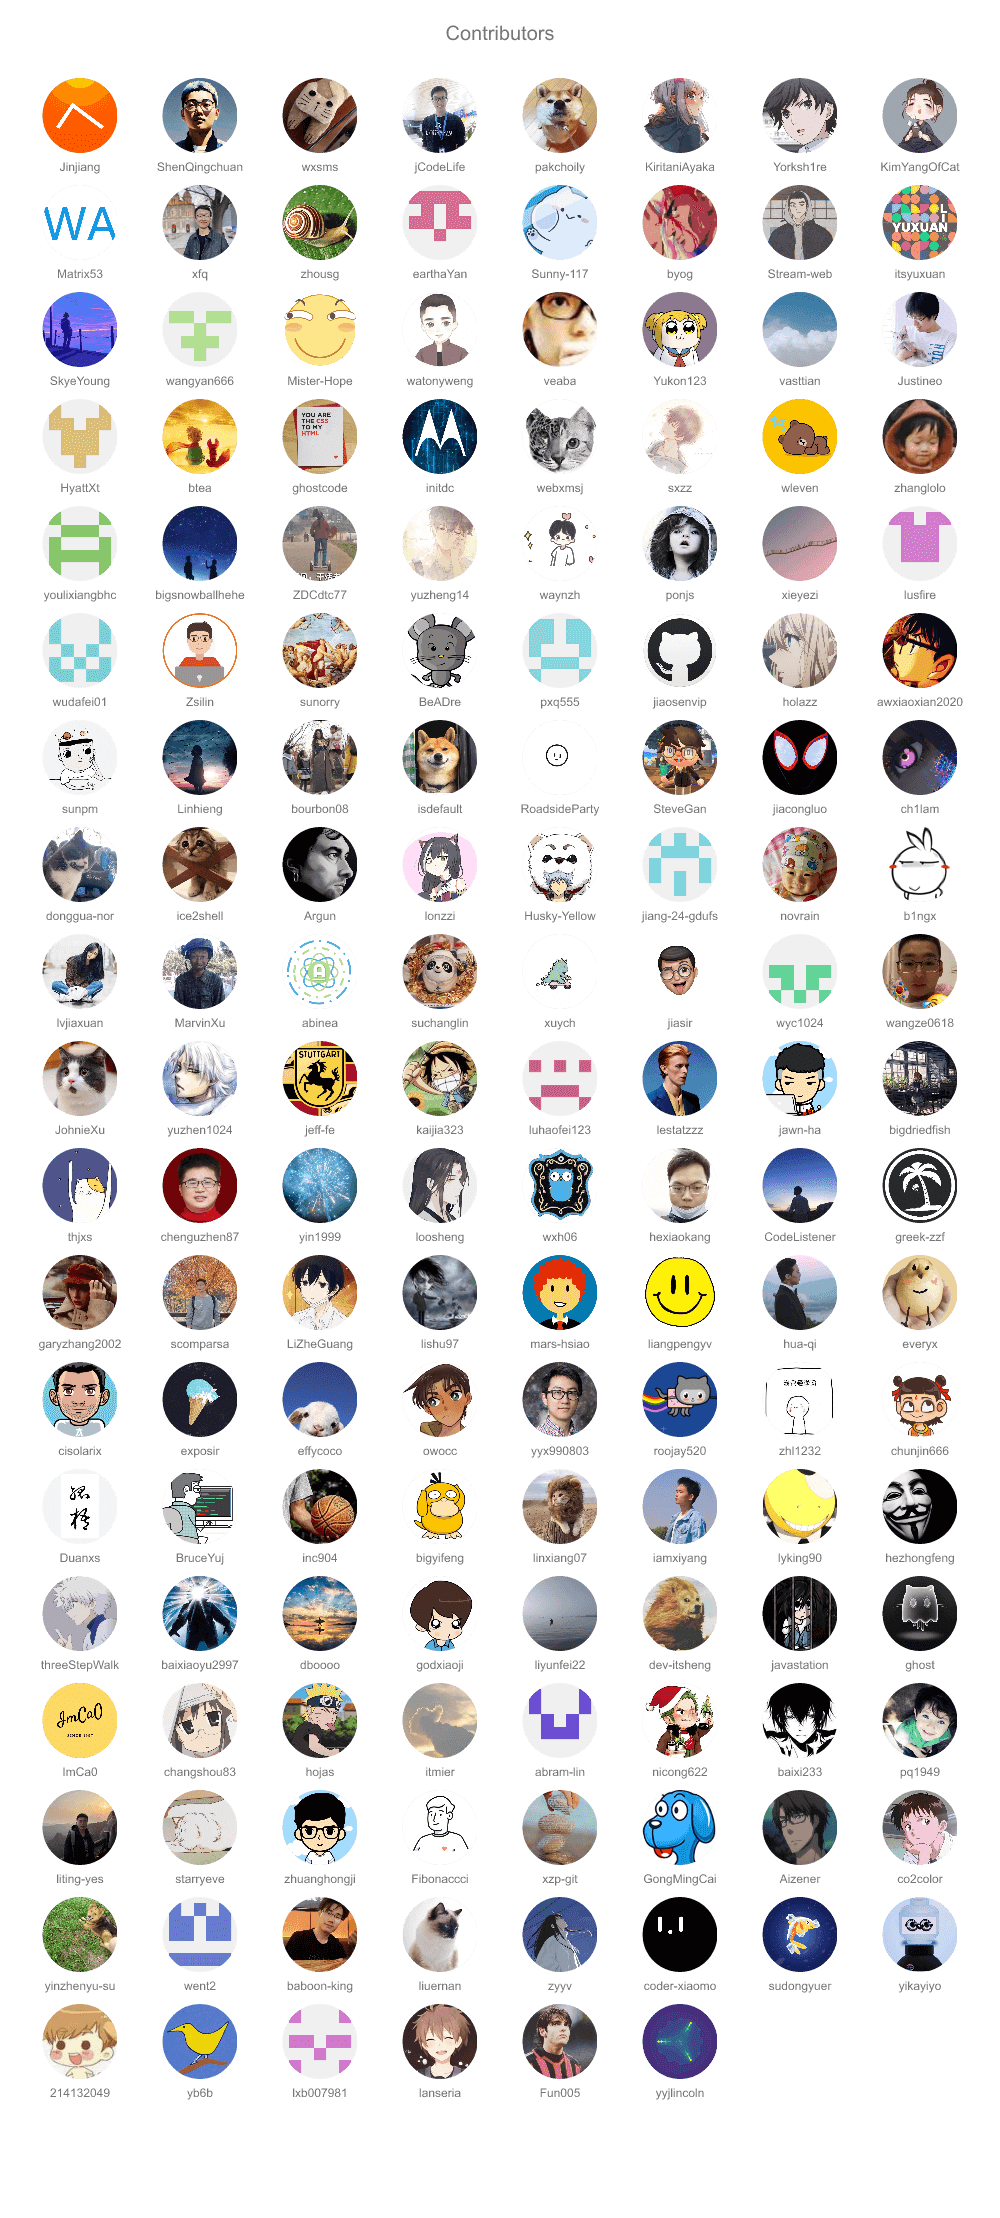 Contributors
Jinjiang ShenQingchuan wxsms jCodeLife pakchoily KiritaniAyaka Yorksh1re KimYangOfCat
WA
LT
YUXUAN
Matrix53 xfq zhousg earthaYan Sunny-117 byog Stream-web itsyuxuan
SkyeYoung wangyan666 Mister-Hope watonyweng veaba Yukon123 vasttian Justineo
YOU ARE
THE CSS
TO MY
HTML
HyattXt btea ghostcode initdc webxmsj sxzz wleven zhanglolo
youlixiangbhc bigsnowballhehe ZDCdtc77 yuzheng14 waynzh ponjs xieyezi lusfire
wudafei01 Zsilin sunorry BeADre pxq555 jiaosenvip holazz awxiaoxian2020
sunpm Linhieng bourbon08 isdefault RoadsideParty SteveGan jiacongluo ch1lam
donggua-nor ice2shell Argun lonzzi Husky-Yellow jiang-24-gdufs novrain b1ngx
A
lvjiaxuan MarvinXu abinea suchanglin xuych jiasir wyc1024 wangze0618
STUTTGART
JohnieXu yuzhen1024 jeff-fe kaijia323 luhaofei123 lestatzzz jawn-ha bigdriedfish
thjxs chenguzhen87 yin1999 loosheng wxh06 hexiaokang CodeListener greek-zzf
garyzhang2002 scomparsa LiZheGuang lishu97 mars-hsiao liangpengyv hua-qi everyx
cisolarix exposir effycoco owocc yyx990803 roojay520 zhl1232 chunjin666
Duanxs BruceYuj inc904 bigyifeng linxiang07 iamxiyang lyking90 hezhongfeng
threeStepWalk baixiaoyu2997 dboooo godxiaoji liyunfei22 dev-itsheng javastation ghost
ImCaO
SINCE 1997
ImCa0 changshou83 hojas itmier abram-lin nicong622 baixi233 pq1949
liting-yes starryeve zhuanghongji Fibonaccci xzp-git GongMingCai Aizener co2color
yinzhenyu-su went2 baboon-king liuernan zyyv coder-xiaomo sudongyuer yikayiyo
214132049 yb6b lxb007981 lanseria Fun005 yyjlincoln